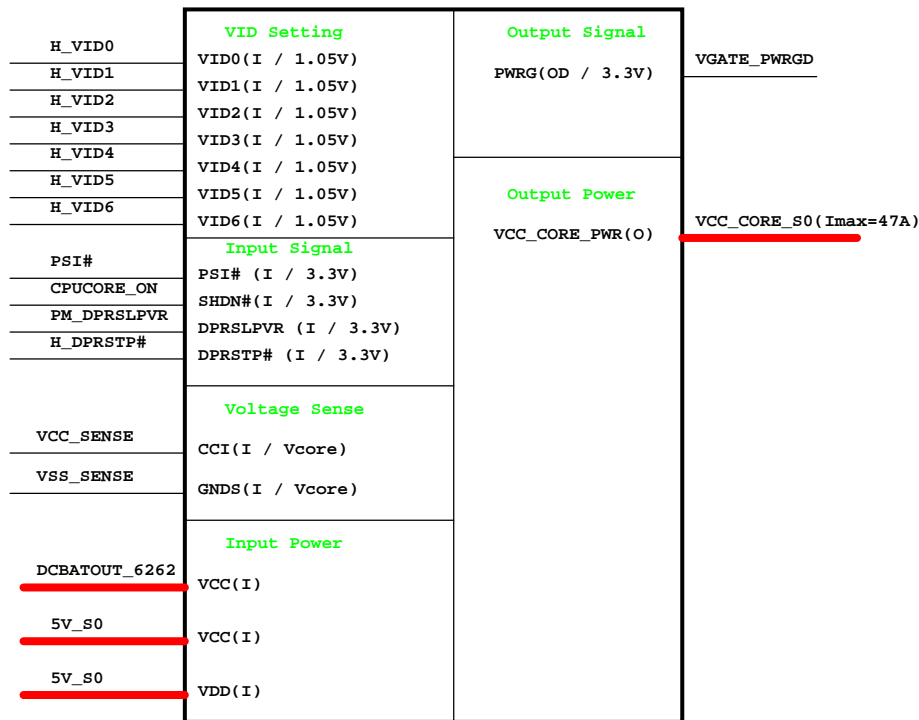 H_VID0
H_VID1
H_VID2
H_VID3
H_VID4
H_VID5
H_VID6
PSI#
CPUCORE_ON
PM_DPRSLPVR
H_DPRSTP#
VCC_SENSE
VSS_SENSE
DCBATOUT_6262
5V_S0
5V_S0
VID Setting
VID0(I / 1.05V)
VID1(I / 1.05V)
VID2(I / 1.05V)
VID3(I / 1.05V)
VID4(I / 1.05V)
VID5(I / 1.05V)
VID6(I / 1.05V)
Input Signal
PSI# (I / 3.3V)
SHDN#(I / 3.3V)
DPRSLPVR (I / 3.3V)
DPRSTP# (I / 3.3V)
Voltage Sense
CCI(I / Vcore)
GNDS(I / Vcore)
Input Power
VCC(I)
VCC(I)
VDD(I)
Output Signal
PWRG(OD / 3.3V)
Output Power
VCC_CORE_PWR(O)
VGATE_PWRGD
VCC_CORE_S0(Imax=47A)